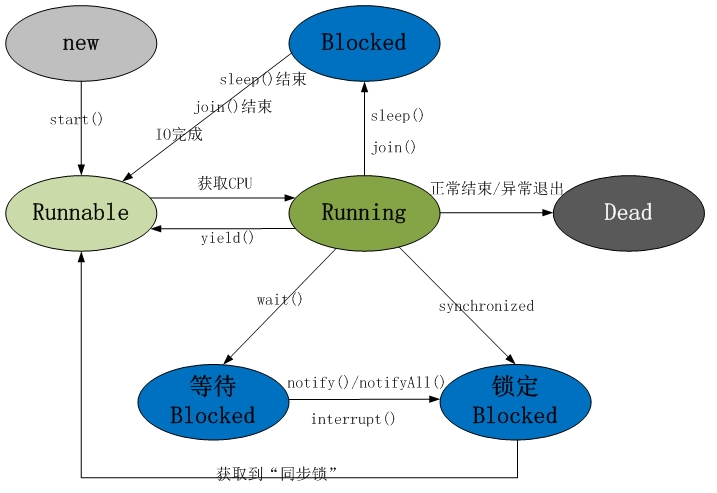 new
Blocked
sleep()结束
join()结束
IO完成
start()
sleep()
join()
获取CPU
正常结束/异常退出
Runnable
Running
Dead
yield()
wait()
synchronized
等待
Blocked
notify()/notifyAll()
interrupt()
锁定
Blocked
获取到“同步锁”